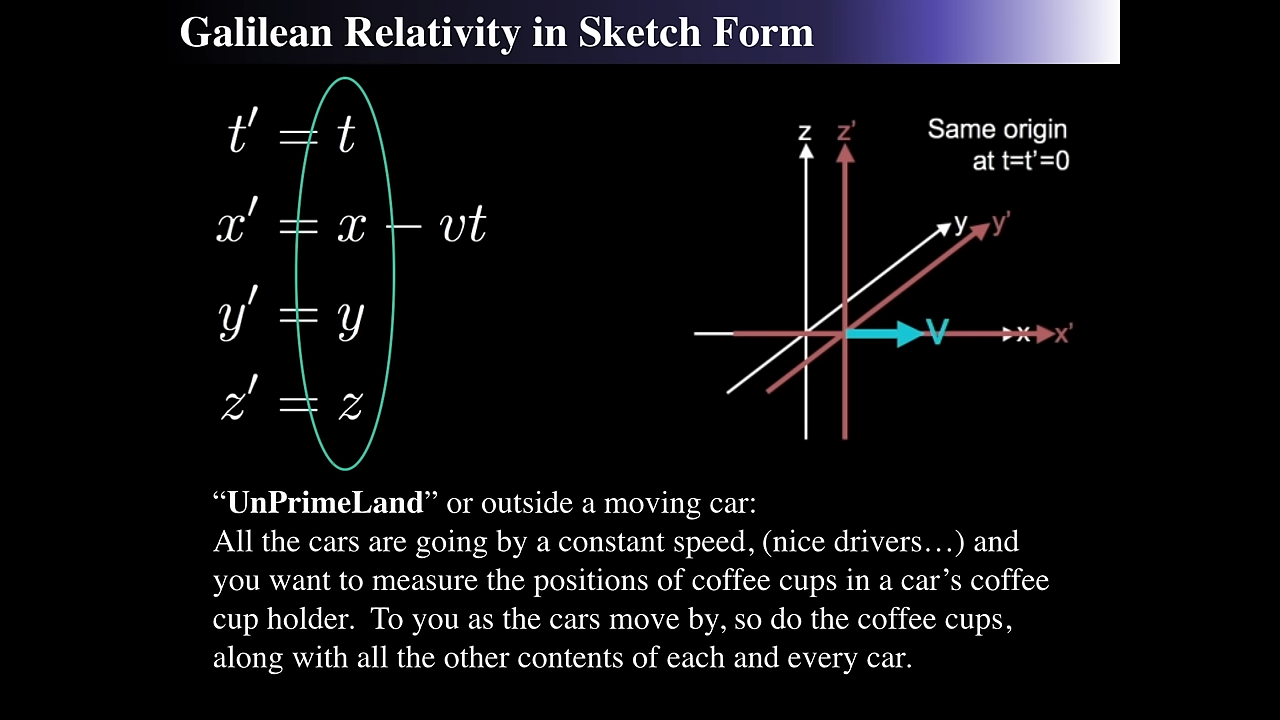 Galilean Relativity in Sketch Form
t′ = t
x′ = x − vt
y′ = y
z′ = z
z z'
Same origin
at t=t'=0
y y'
V
x x'
“UnPrimeLand” or outside a moving car:
All the cars are going by a constant speed, (nice drivers…) and
you want to measure the positions of coffee cups in a car’s coffee
cup holder.  To you as the cars move by, so do the coffee cups,
along with all the other contents of each and every car.